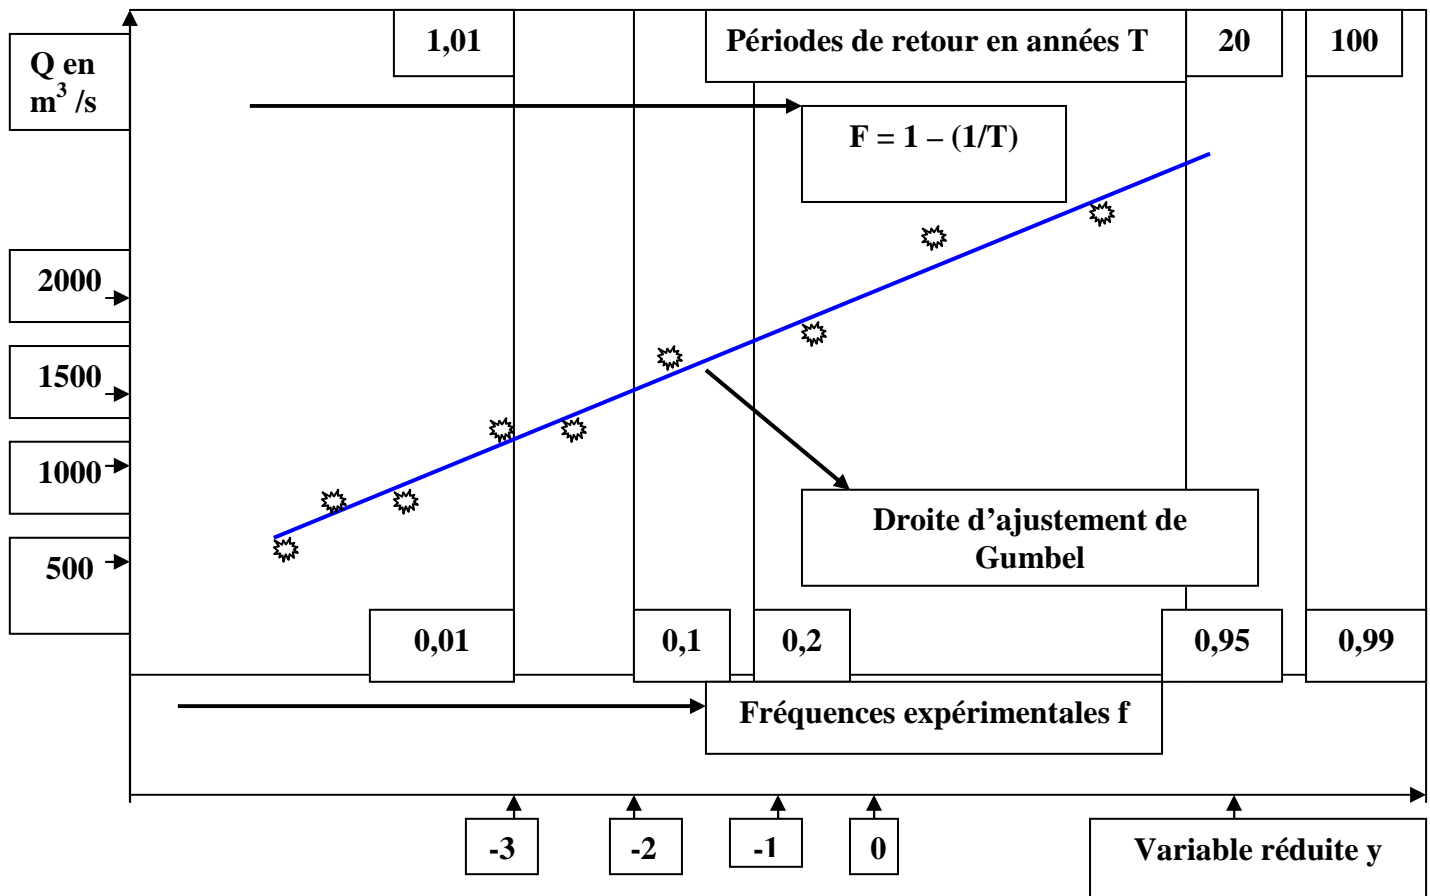 1,01
Périodes de retour en années T
20
100
Q en
m³ /s
F = 1 – (1/T)
2000
1500
1000
500
Droite d'ajustement de
Gumbel
0,01
0,1
0,2
0,95
0,99
Fréquences expérimentales f
-3
-2
-1
0
Variable réduite y